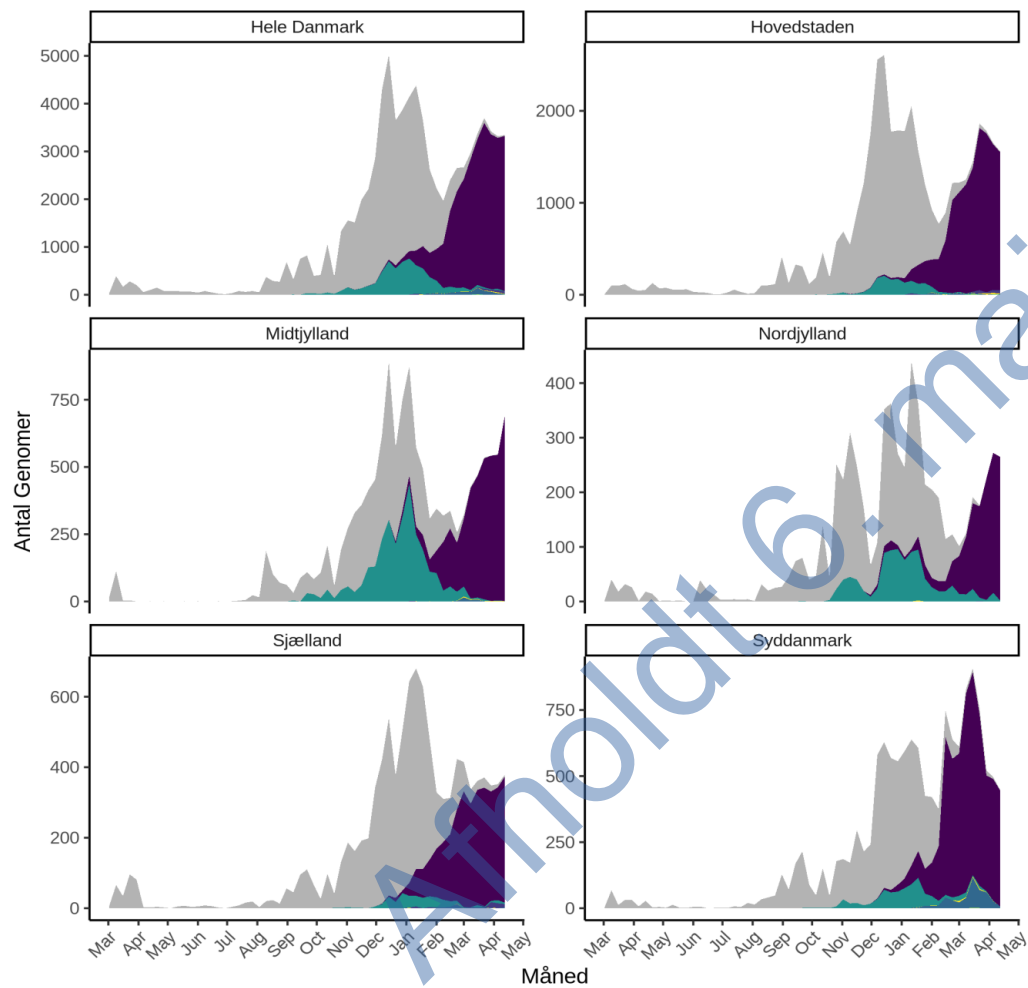 Hele Danmark
Hovedstaden
5000
4000
3000
2000
1000
0
2000
1000
0
Midtjylland
Nordjylland
750
500
250
0
400
300
200
100
0
Sjælland
Syddanmark
600
400
200
0
750
500
250
0
Mar Apr May Jun Jul Aug Sep Oct Nov Dec Jan Feb Mar Apr May
Mar Apr May Jun Jul Aug Sep Oct Nov Dec Jan Feb Mar Apr May
Antal Genomer
Måned
Afholdt 6.